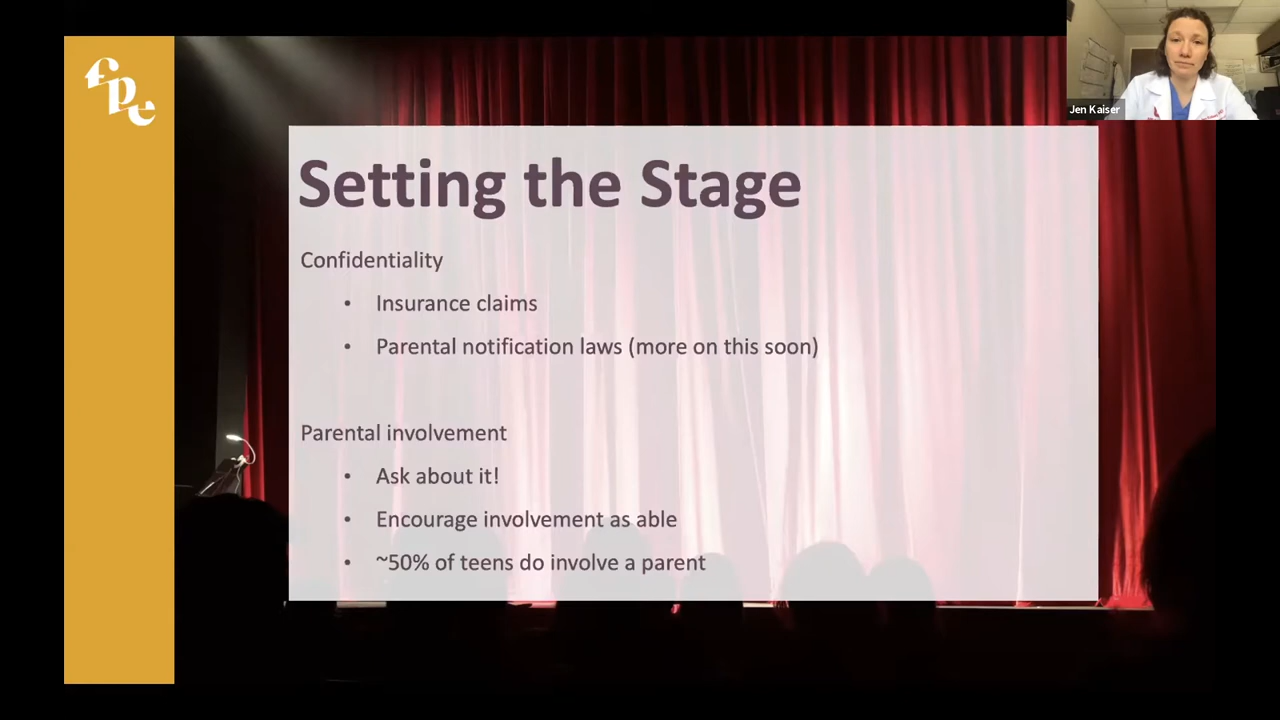 fpe
Jen Kaiser
Setting the Stage
Confidentiality
• Insurance claims
• Parental notification laws (more on this soon)
Parental involvement
• Ask about it!
• Encourage involvement as able
• ~50% of teens do involve a parent